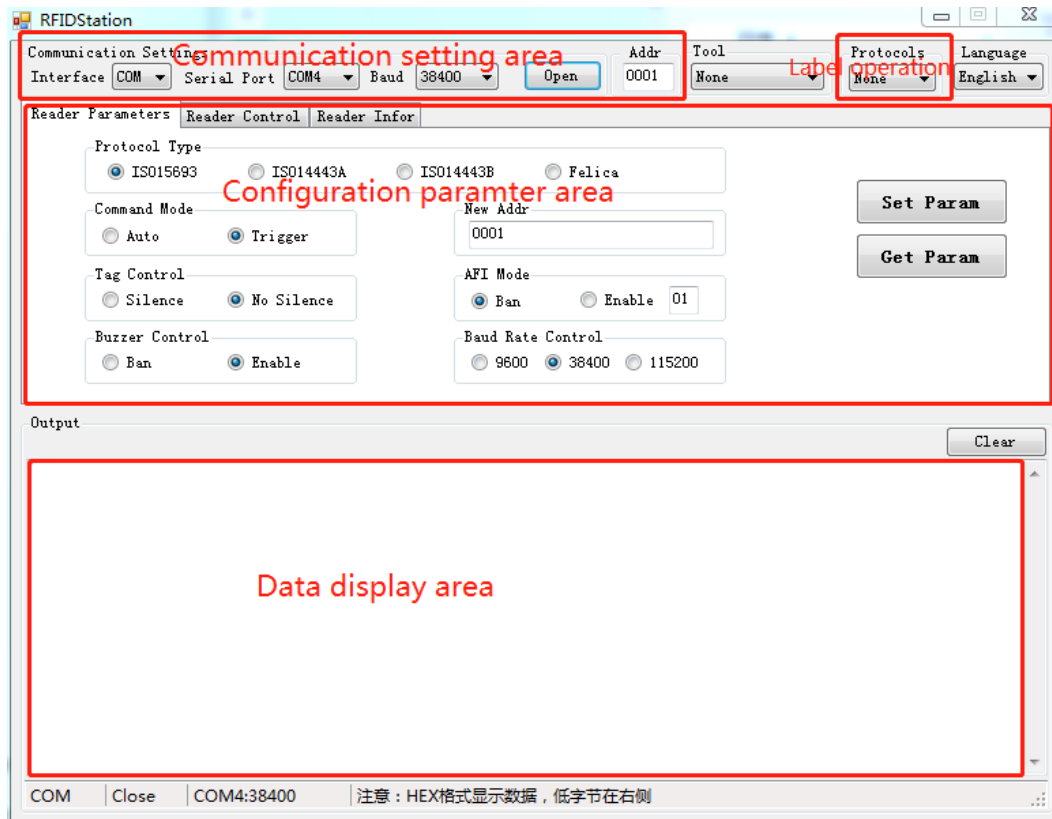 RFIDStation
Communication Settings Communication setting area Addr Tool Protocols Language
Interface COM Serial Port COM4 Baud 38400 Open 0001 None Label operation None English
Reader Parameters Reader Control Reader Infor
Protocol Type
ISO15693 ISO14443A ISO14443B Felica
Configuration paramter area
Command Mode New Addr
Auto Trigger 0001
Set Param
Tag Control AFI Mode
Silence No Silence Ban Enable 01
Get Param
Buzzer Control Baud Rate Control
Ban Enable 9600 38400 115200
Output
Clear
Data display area
COM Close COM4:38400 注意：HEX格式显示数据，低字节在右侧